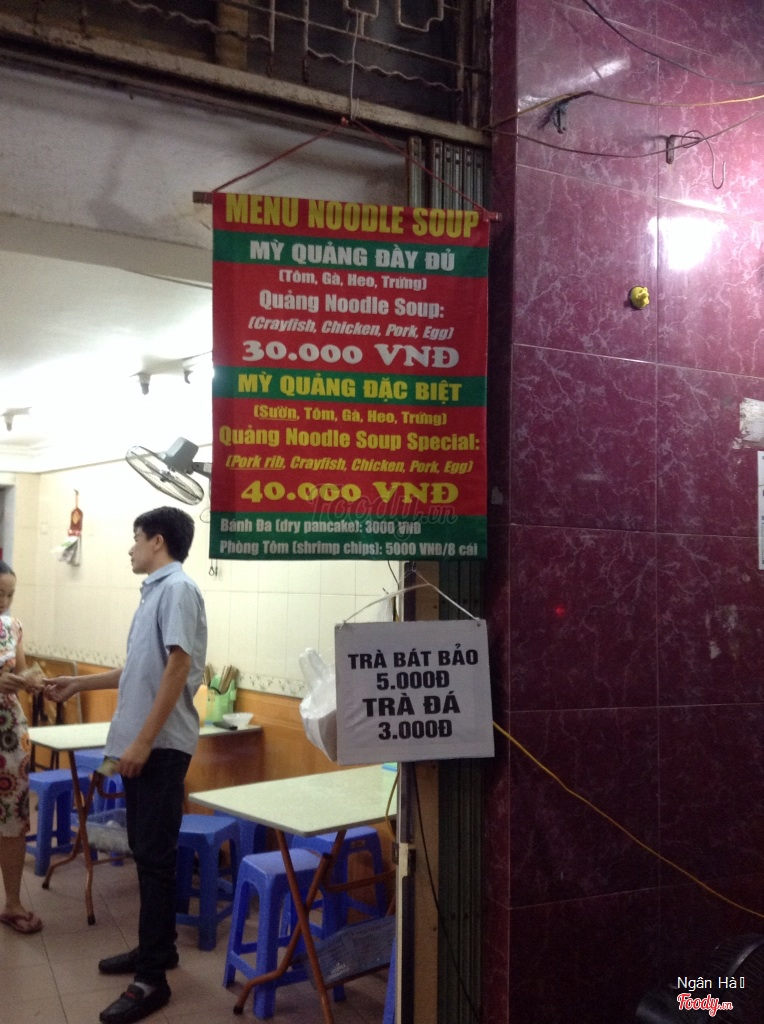 MENU NOODLE SOUP
MỲ QUẢNG ĐẦY ĐỦ
(Tôm, Gà, Heo, Trứng)
Quảng Noodle Soup:
(Crayfish, Chicken, Pork, Egg)
30.000 VNĐ
MỲ QUẢNG ĐẶC BIỆT
(Sườn, Tôm, Gà, Heo, Trứng)
Quảng Noodle Soup Special:
(Pork rib, Crayfish, Chicken, Pork, Egg)
40.000 VNĐ
Foody.vn
Bánh Đa (dry pancake): 3000 VNĐ
Phồng Tôm (shrimp chips): 5000 VNĐ/8 cái
TRÀ BÁT BẢO
5.000Đ
TRÀ ĐÁ
3.000Đ
Ngân Hà
Foody.vn